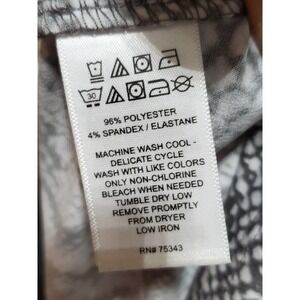 30
96% POLYESTER
4% SPANDEX / ELASTANE
MACHINE WASH COOL -
DELICATE CYCLE
WASH WITH LIKE COLORS
ONLY NON-CHLORINE
BLEACH WHEN NEEDED
TUMBLE DRY LOW
REMOVE PROMPTLY
FROM DRYER
LOW IRON
RN# 75343